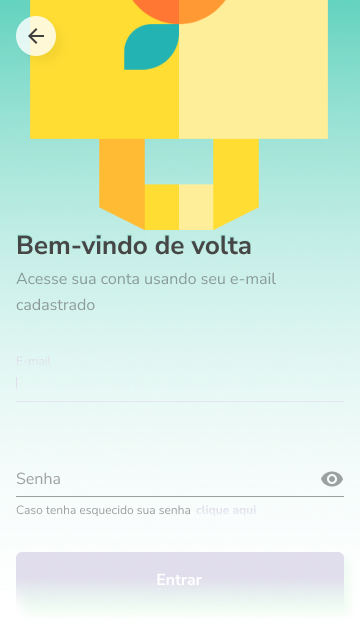 Bem-vindo de volta
Acesse sua conta usando seu e-mail
cadastrado
E-mail
Senha
Caso tenha esquecido sua senha clique aqui
Entrar